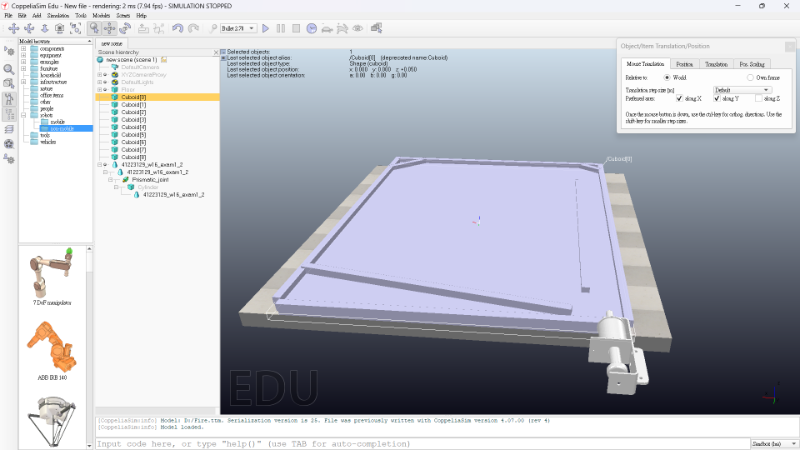 CoppeliaSim Edu - New file - rendering: 2 ms (7.94 fps) - SIMULATION STOPPED
File Edit Add Simulation Tools Modules Scenes Help
Bullet 2.78
Model browser
components
equipment
examples
furniture
household
infrastructure
nature
office items
other
people
robots
mobile
non-mobile
tools
vehicles
7 DoF manipulator
ABB IRB 140
new scene
Scene hierarchy
new scene (scene 1)
DefaultCamera
XYZCameraProxy
DefaultLights
Floor
Cuboid[0]
Cuboid[1]
Cuboid[2]
Cuboid[3]
Cuboid[4]
Cuboid[5]
Cuboid[6]
Cuboid[7]
Cuboid[8]
41223129_w16_exam1_2
41223129_w16_exam1_2
Prismatic_joint
Cylinder
41223129_w16_exam1_2
Selected objects: 1
Last selected object alias: /Cuboid[0] (deprecated name Cuboid)
Last selected object type: Shape (cuboid)
Last selected object position: x: 0.000 y: 0.000 z: +0.050
Last selected object orientation: a: 0.00 b: 0.00 g: 0.00
/Cuboid[0]
EDU
Object/Item Translation/Position
Mouse Translation Position Translation Pos. Scaling
Relative to: World Own frame
Translation step size [m] Default
Preferred axes: along X along Y along Z
Once the mouse button is down, use the ctrl-key for orthog. directions. Use the
shift-key for smaller step sizes.
[CoppeliaSim:info] Model: D:/Fire.ttm. Serialization version is 25. File was previously written with CoppeliaSim version 4.07.00 (rev 4)
[CoppeliaSim:info] Model loaded.
Input code here, or type "help()" (use TAB for auto-completion)
Sandbox (lua)